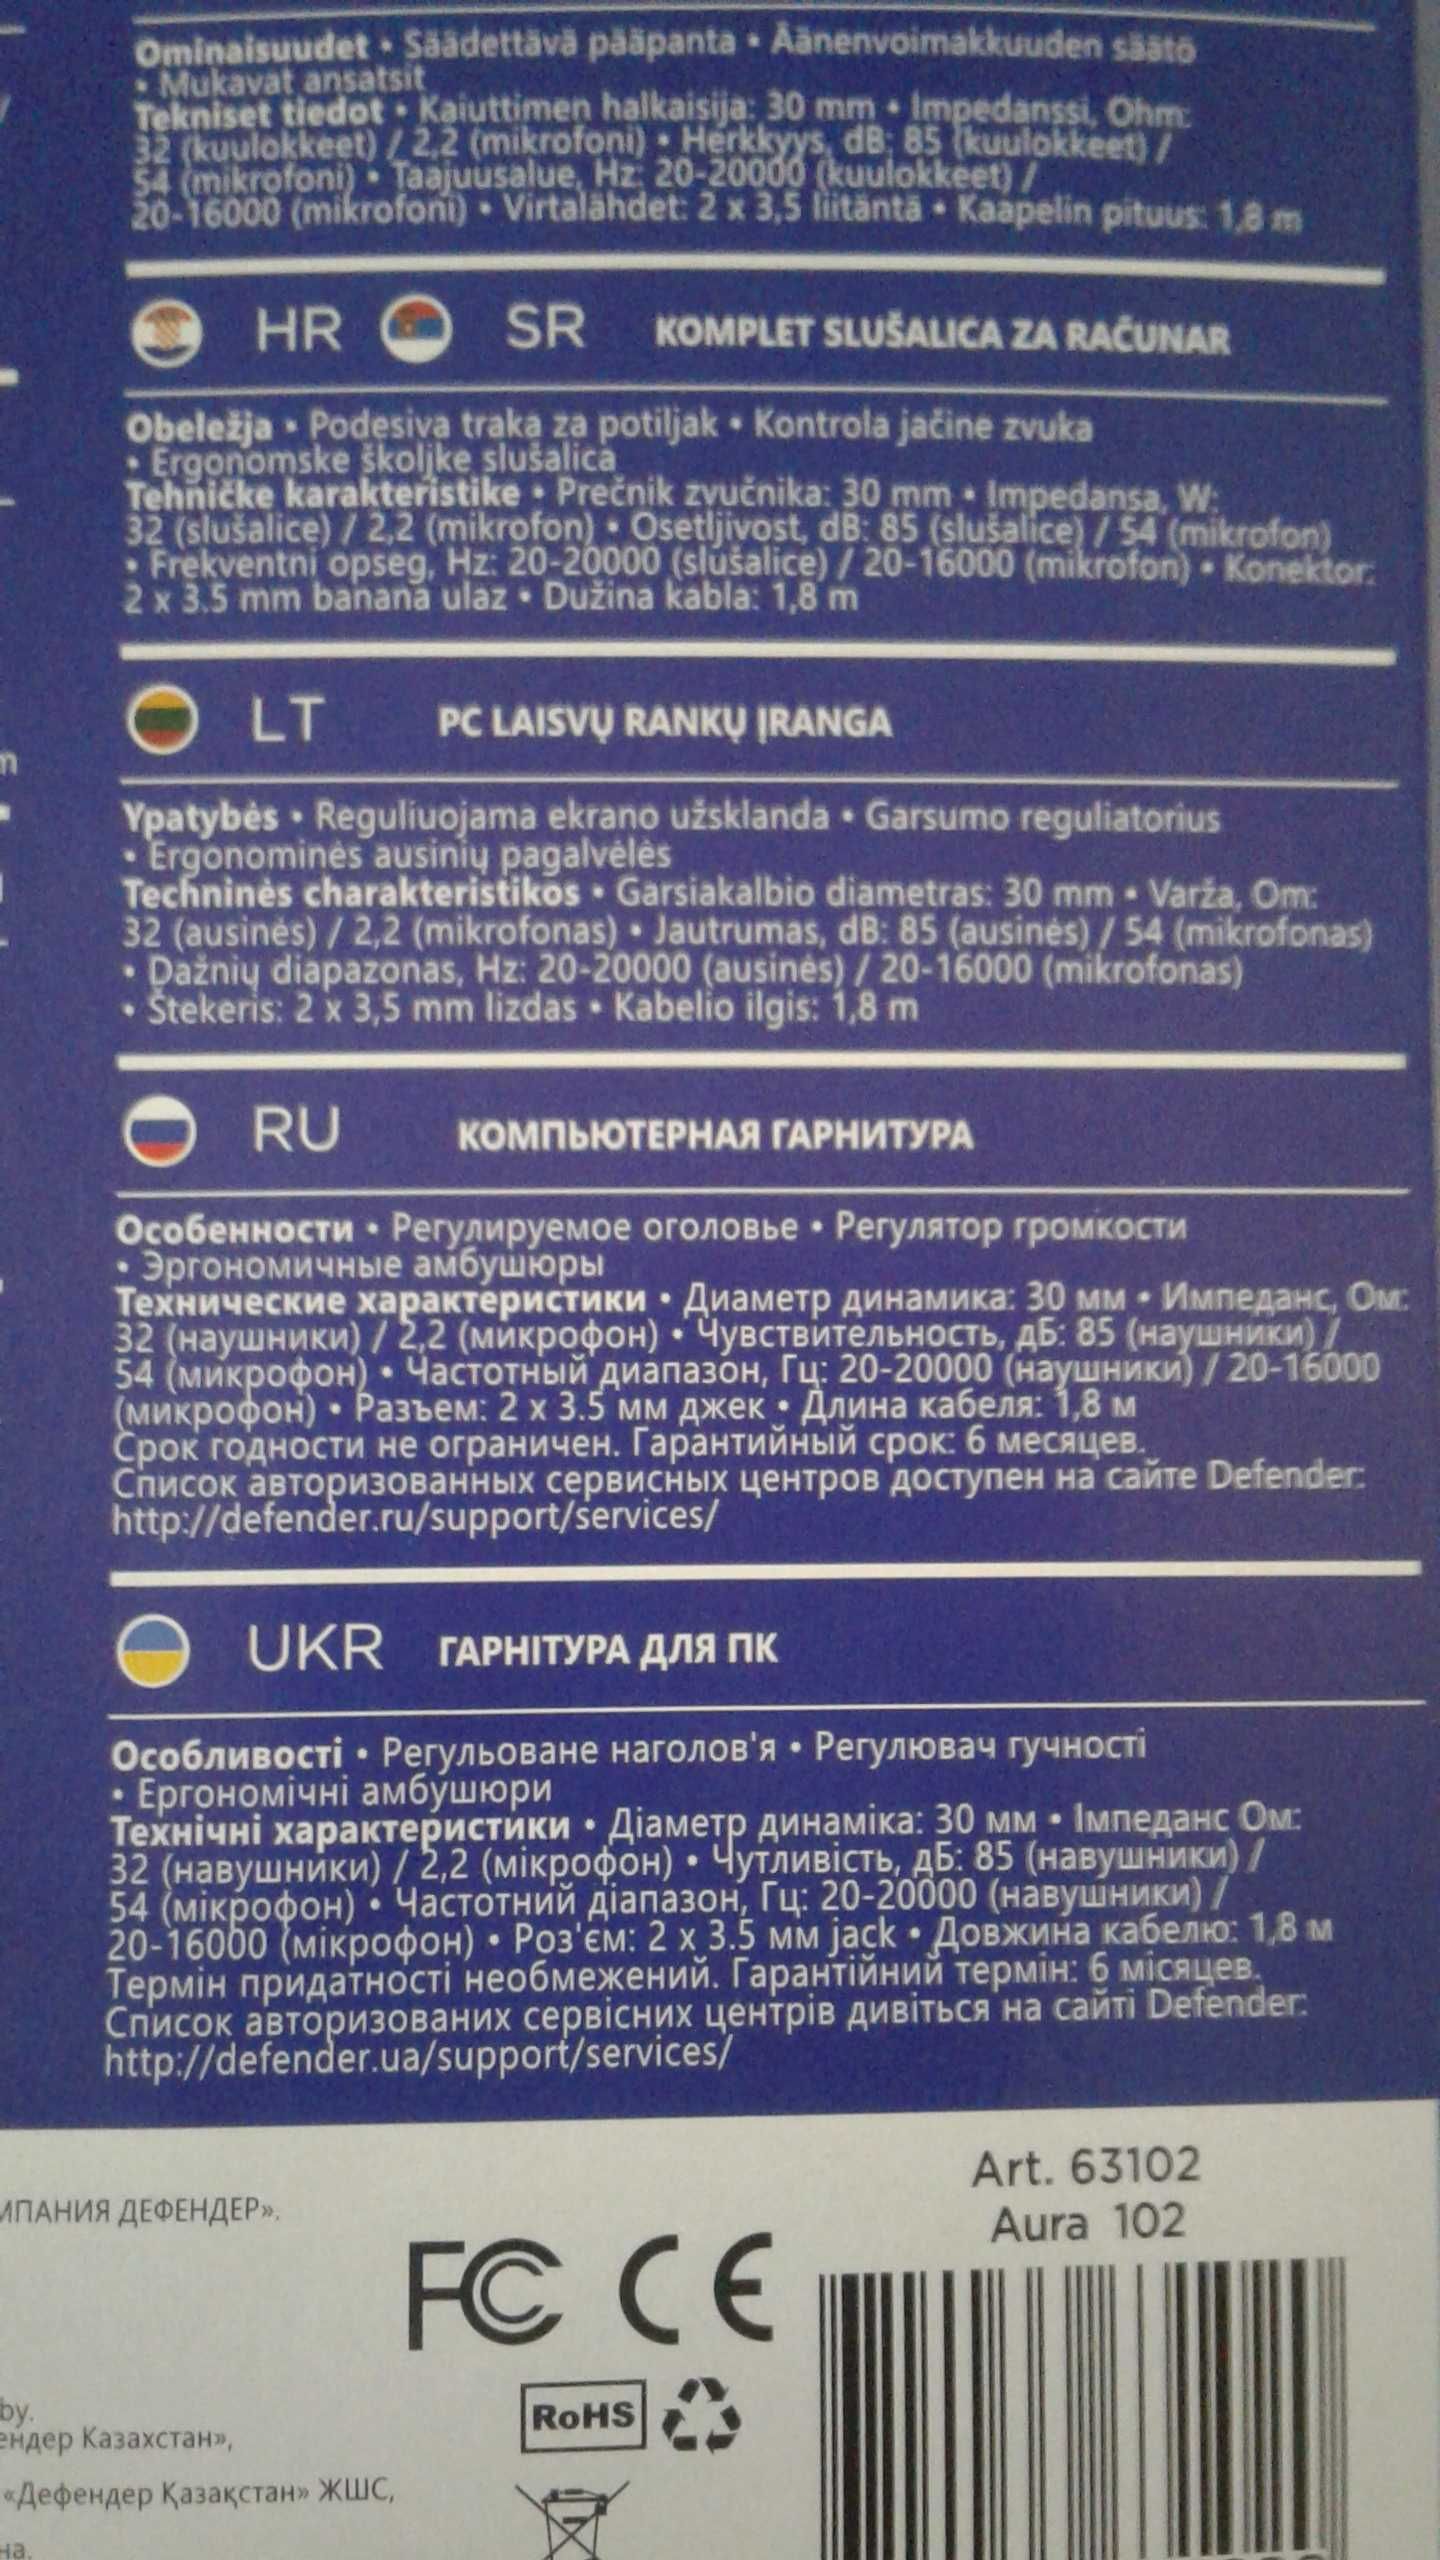 Ominaisuudet • Säädettävä pääpanta • Äänenvoimakkuuden säätö
• Mukavat ansatsit
Tekniset tiedot • Kaiuttimen halkaisija: 30 mm • Impedanssi, Ohm:
32 (kuulokkeet) / 2,2 (mikrofoni) • Herkkyys, dB: 85 (kuulokkeet) /
54 (mikrofoni) • Taajuusalue, Hz: 20-20000 (kuulokkeet) /
20-16000 (mikrofoni) • Virtalähdet: 2 x 3,5 liitäntä • Kaapelin pituus: 1,8 m
HR SR KOMPLET SLUŠALICA ZA RAČUNAR
Obeležja • Podesiva traka za potiljak • Kontrola jačine zvuka
• Ergonomske školjke slušalica
Tehničke karakteristike • Prečnik zvučnika: 30 mm • Impedansa, W:
32 (slušalice) / 2,2 (mikrofon) • Osetljivost, dB: 85 (slušalice) / 54 (mikrofon)
• Frekventni opseg, Hz: 20-20000 (slušalice) / 20-16000 (mikrofon) • Konektor:
2 x 3.5 mm banana ulaz • Dužina kabla: 1,8 m
LT PC LAISVŲ RANKŲ ĮRANGA
Ypatybės • Reguliuojama ekrano užsklanda • Garsumo reguliatorius
• Ergonominės ausinių pagalvėlės
Techninės charakteristikos • Garsiakalbio diametras: 30 mm • Varža, Om:
32 (ausinės) / 2,2 (mikrofonas) • Jautrumas, dB: 85 (ausinės) / 54 (mikrofonas)
• Dažnių diapazonas, Hz: 20-20000 (ausinės) / 20-16000 (mikrofonas)
• Štekeris: 2 x 3,5 mm lizdas • Kabelio ilgis: 1,8 m
RU КОМПЬЮТЕРНАЯ ГАРНИТУРА
Особенности • Регулируемое оголовье • Регулятор громкости
• Эргономичные амбушюры
Технические характеристики • Диаметр динамика: 30 мм • Импеданс, Ом:
32 (наушники) / 2,2 (микрофон) • Чувствительность, дБ: 85 (наушники) /
54 (микрофон) • Частотный диапазон, Гц: 20-20000 (наушники) / 20-16000
(микрофон) • Разъем: 2 x 3.5 мм джек • Длина кабеля: 1,8 м
Срок годности не ограничен. Гарантийный срок: 6 месяцев.
Список авторизованных сервисных центров доступен на сайте Defender:
http://defender.ru/support/services/
UKR ГАРНІТУРА ДЛЯ ПК
Особливості • Регульоване наголов'я • Регулювач гучності
• Ергономічні амбушюри
Технічні характеристики • Діаметр динаміка: 30 мм • Імпеданс Ом:
32 (навушники) / 2,2 (мікрофон) • Чутливість, дБ: 85 (навушники) /
54 (мікрофон) • Частотний діапазон, Гц: 20-20000 (навушники) /
20-16000 (мікрофон) • Роз'єм: 2 x 3.5 мм jack • Довжина кабелю: 1,8 м
Термін придатності необмежений. Гарантійний термін: 6 місяцев.
Список авторизованих сервісних центрів дивіться на сайті Defender:
http://defender.ua/support/services/
Art. 63102
Aura 102
МПАНИЯ ДЕФЕНДЕР».
FC CE
RoHS
by.
ендер Казахстан»,
«Дефендер Қазақстан» ЖШС,
на.